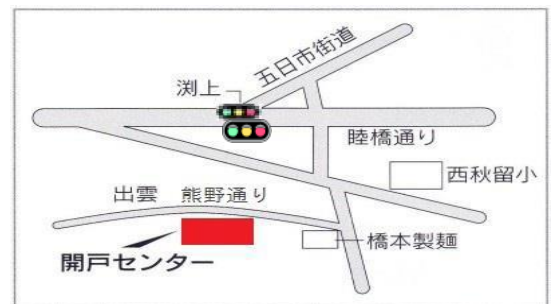 五日市街道
渕上
睦橋通り
西秋留小
出雲 熊野通り
橋本製麺
開戸センター